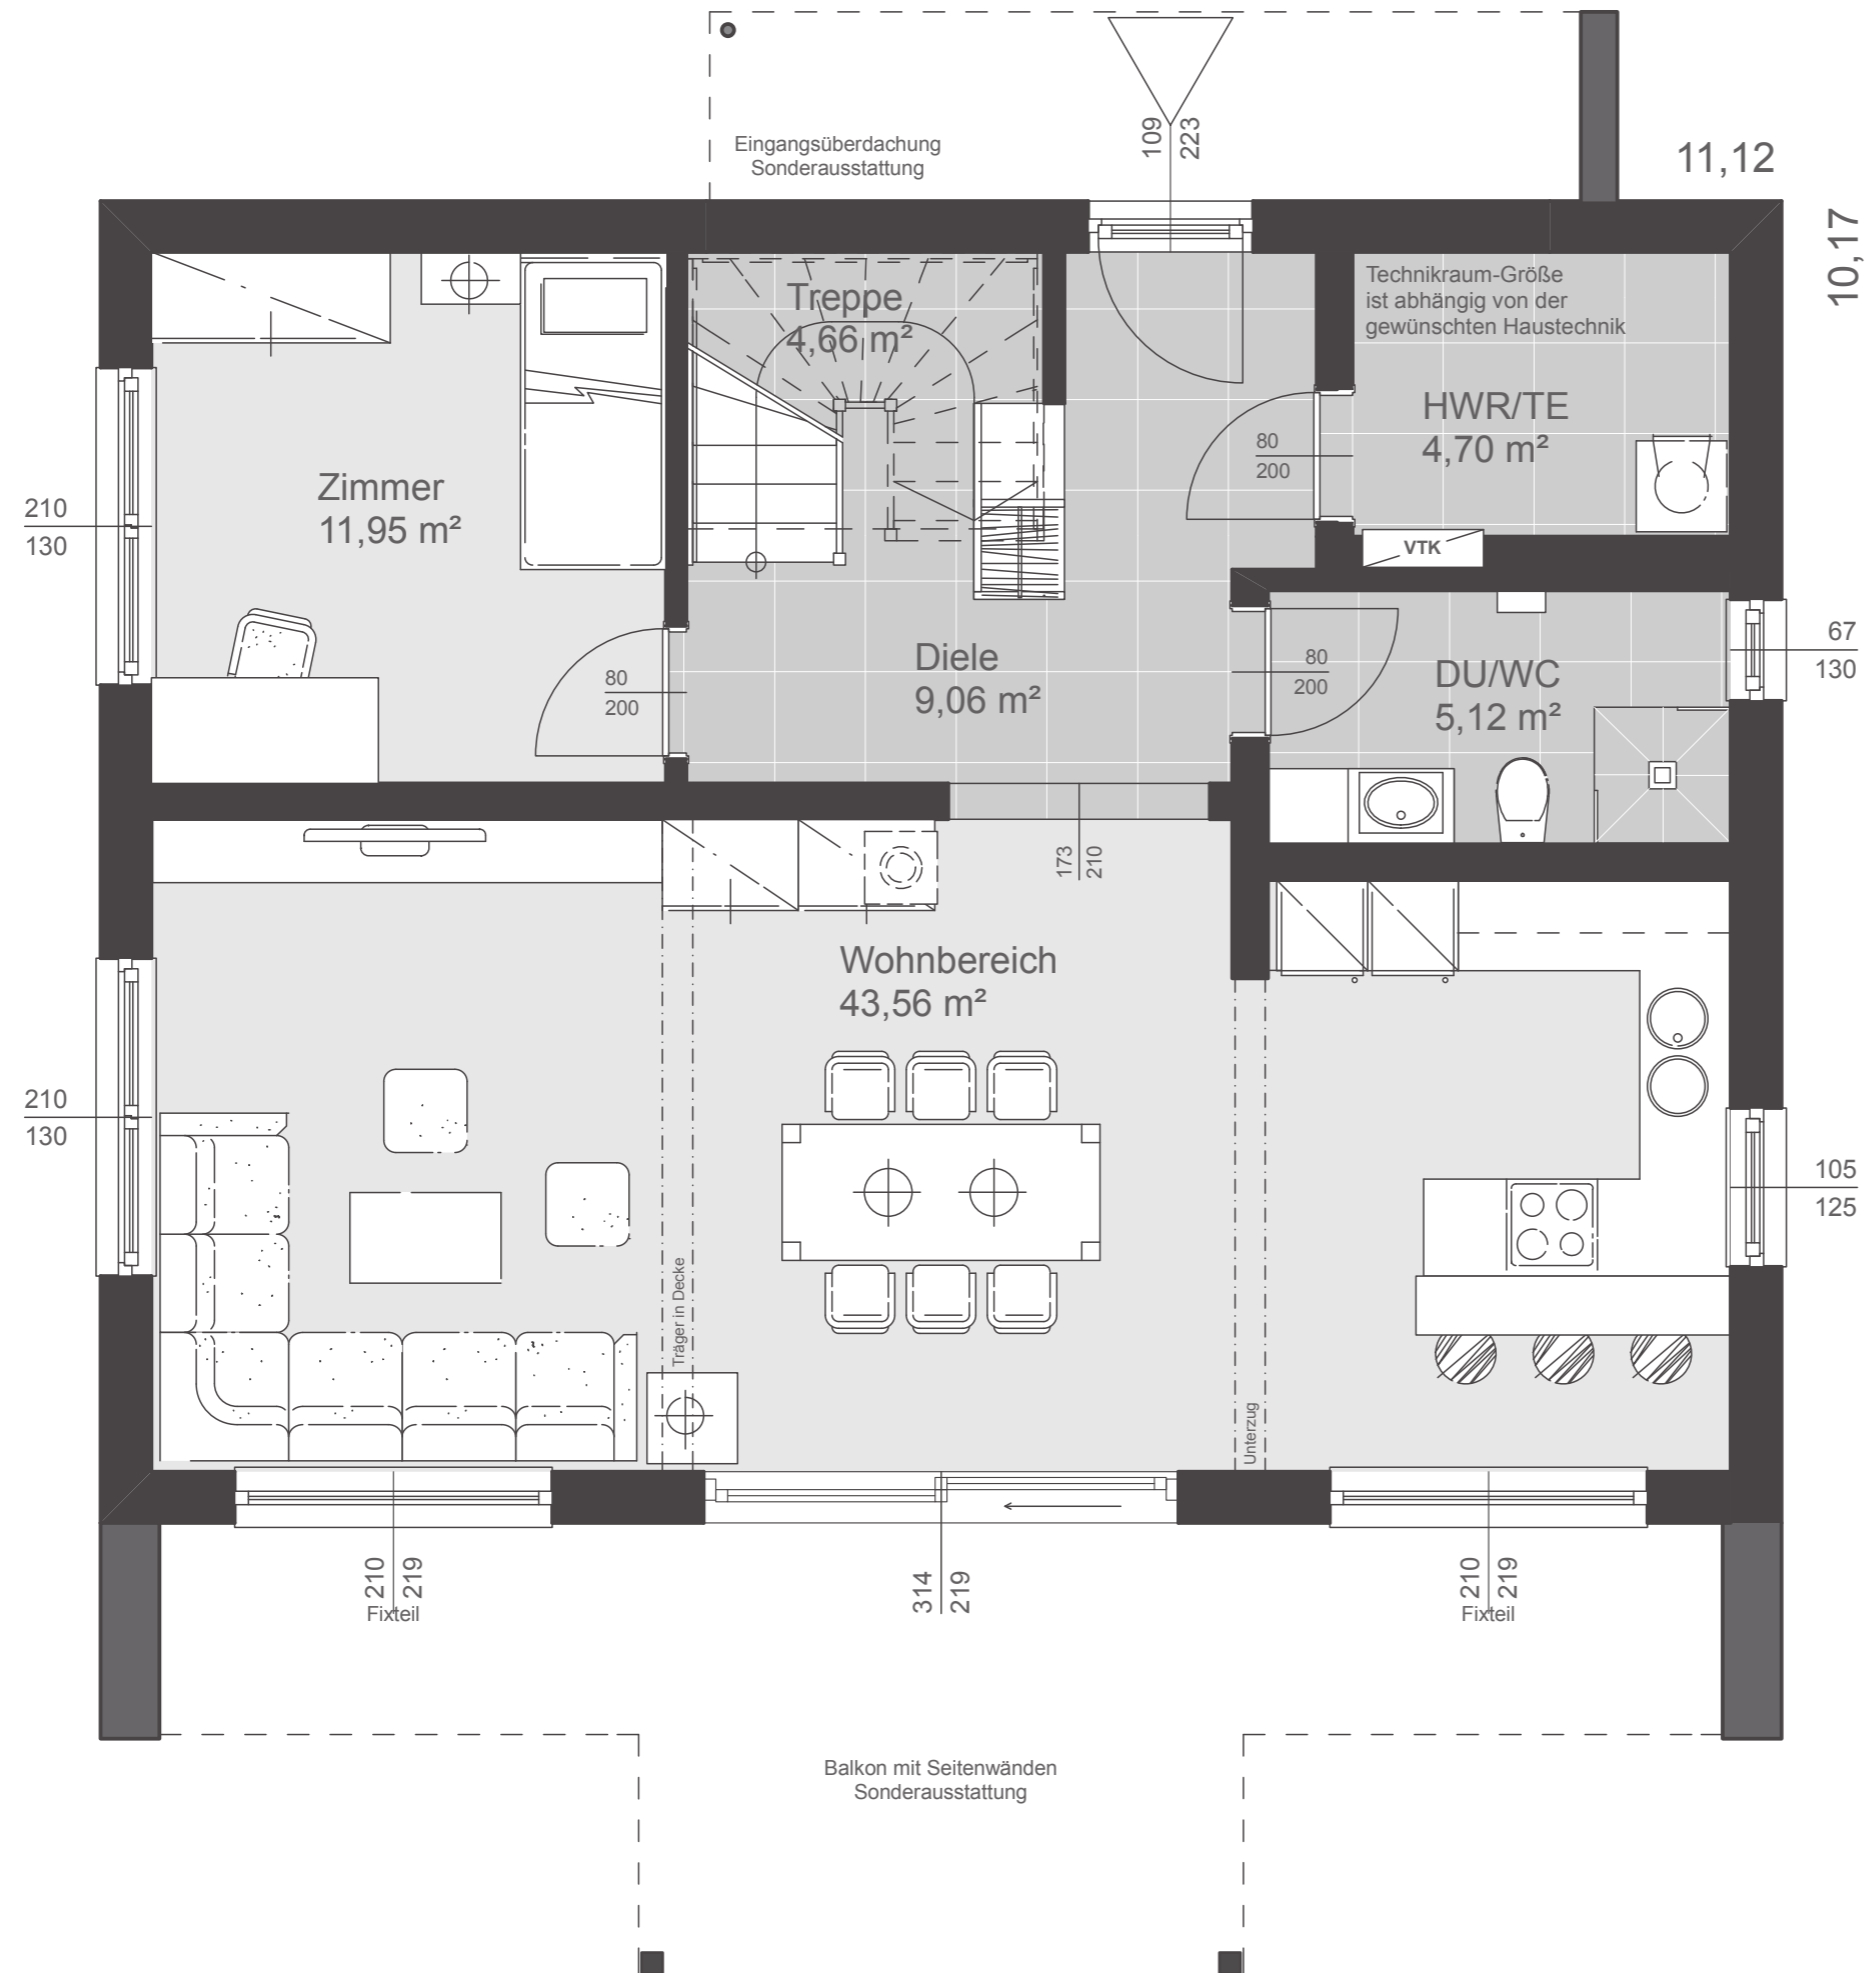 Eingangsüberdachung
Sonderausstattung
109
223
11,12
10,17
Treppe
4,66 m²
Technikraum-Größe
ist abhängig von der
gewünschten Haustechnik
HWR/TE
4,70 m²
80
200
VTK
Zimmer
11,95 m²
210
130
Diele
9,06 m²
80
200
80
200
DU/WC
5,12 m²
67
130
173
210
Wohnbereich
43,56 m²
210
130
105
125
Träger in Decke
Unterzug
210
219
Fixteil
314
219
210
219
Fixteil
Balkon mit Seitenwänden
Sonderausstattung